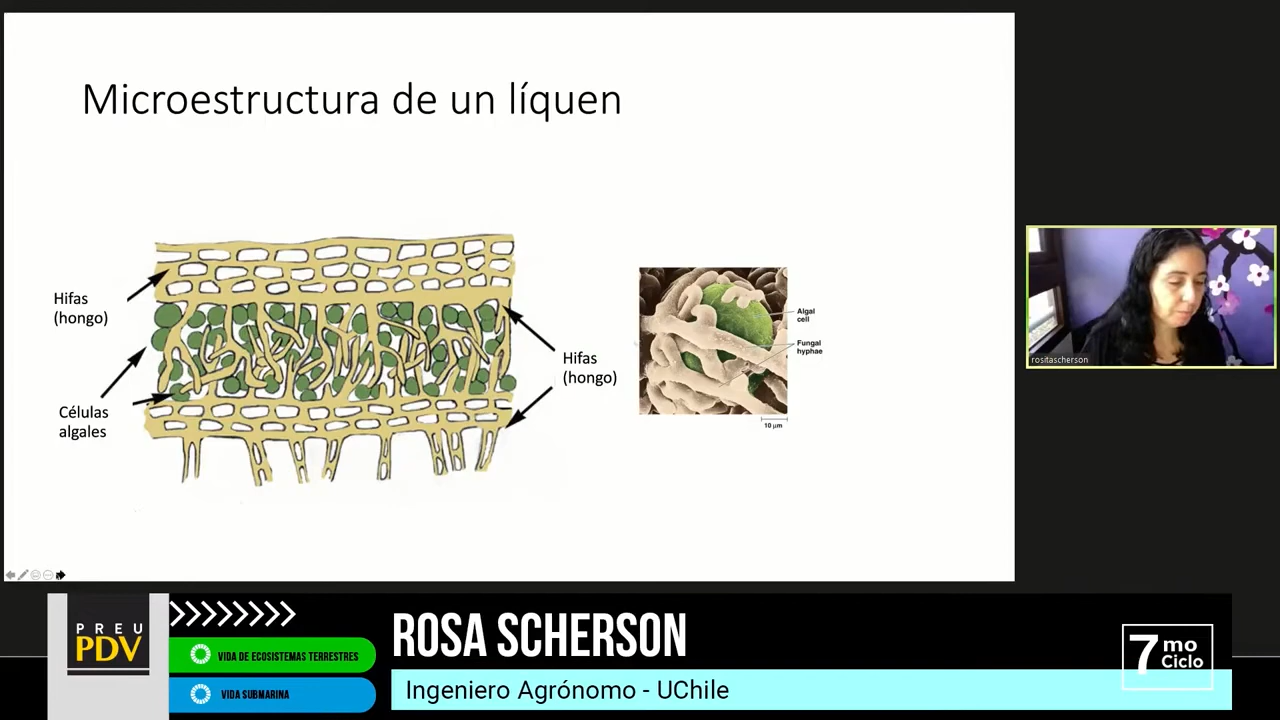 Microestructura de un líquen
Hifas
(hongo)
Células
algales
Hifas
(hongo)
Algal
cell
Fungal
hyphae
10 µm
rositascherson
PREU
PDV
VIDA DE ECOSISTEMAS TERRESTRES
VIDA SUBMARINA
ROSA SCHERSON
Ingeniero Agrónomo - UChile
7 mo
Ciclo